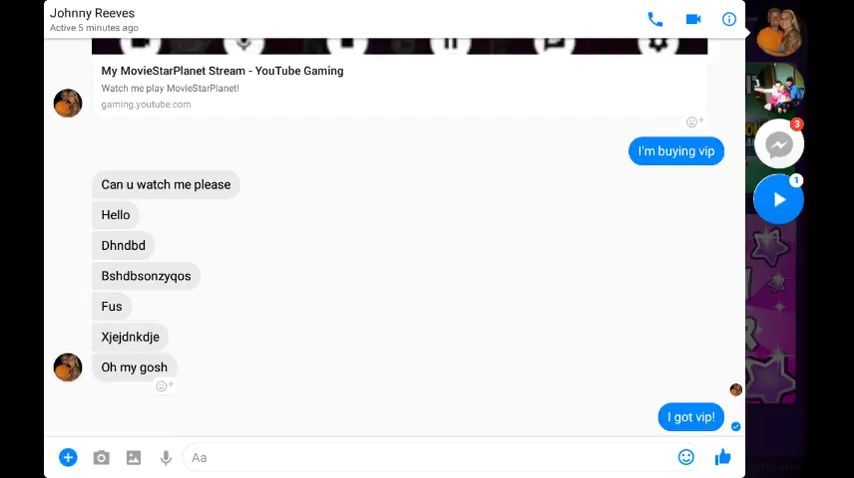 Johnny Reeves
Active 5 minutes ago
My MovieStarPlanet Stream - YouTube Gaming
Watch me play MovieStarPlanet!
gaming.youtube.com
I'm buying vip
Can u watch me please
Hello
Dhndbd
Bshdbsonzyqos
Fus
Xjejdnkdje
Oh my gosh
I got vip!
Aa
3
1